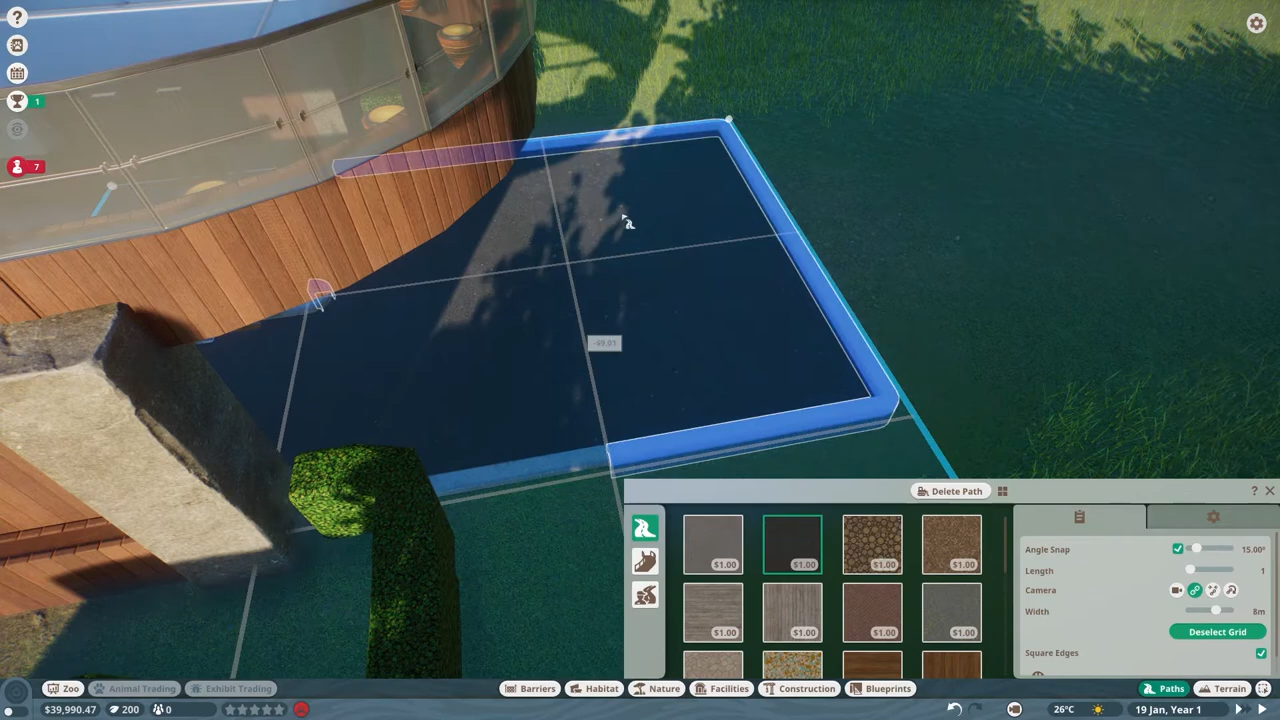 ?
1
7
-69.01
Delete Path
?
$1.00 $1.00 $1.00 $1.00
$1.00 $1.00 $1.00 $1.00
Angle Snap 15.00°
Length 1
Camera
Width 8m
Deselect Grid
Square Edges
Zoo Animal Trading Exhibit Trading Barriers Habitat Nature Facilities Construction Blueprints Paths Terrain
$39,990.47 200 0 26°C 19 Jan, Year 1